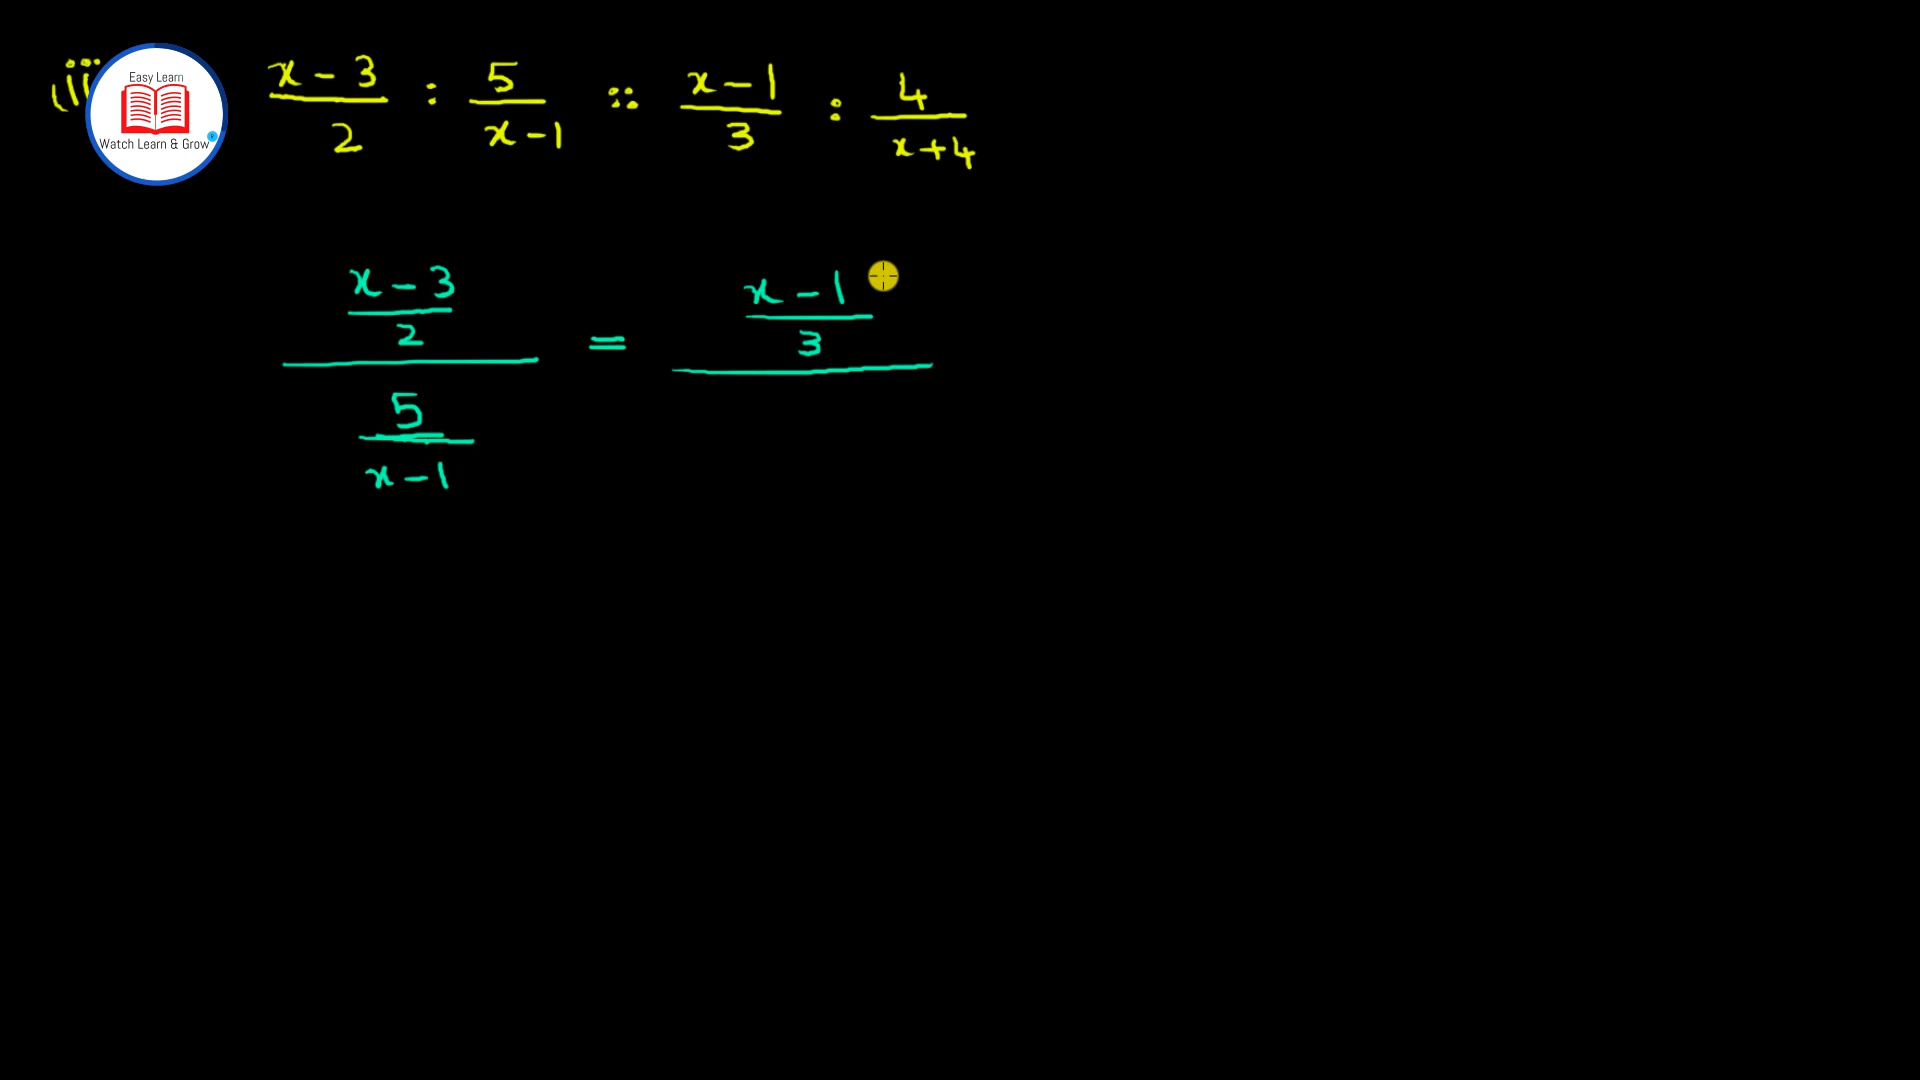 (iii
Easy Learn
Watch Learn & Grow
x - 3 / 2 : 5 / x - 1 :: x - 1 / 3 : 4 / x + 4
x - 3 / 2 / 5 / x - 1 = x - 1 / 3